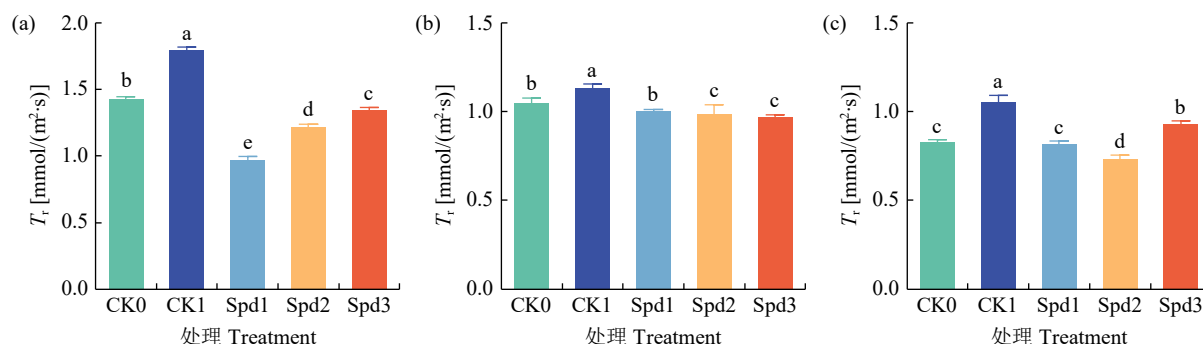 (a)
2.0
1.5
1.0
0.5
0.0
Tr [mmol/(m²·s)]
b
a
e
d
c
CK0 CK1 Spd1 Spd2 Spd3
处理 Treatment
(b)
1.5
1.0
0.5
0.0
Tr [mmol/(m²·s)]
b
a
b
c
c
CK0 CK1 Spd1 Spd2 Spd3
处理 Treatment
(c)
1.5
1.0
0.5
0.0
Tr [mmol/(m²·s)]
c
a
c
d
b
CK0 CK1 Spd1 Spd2 Spd3
处理 Treatment